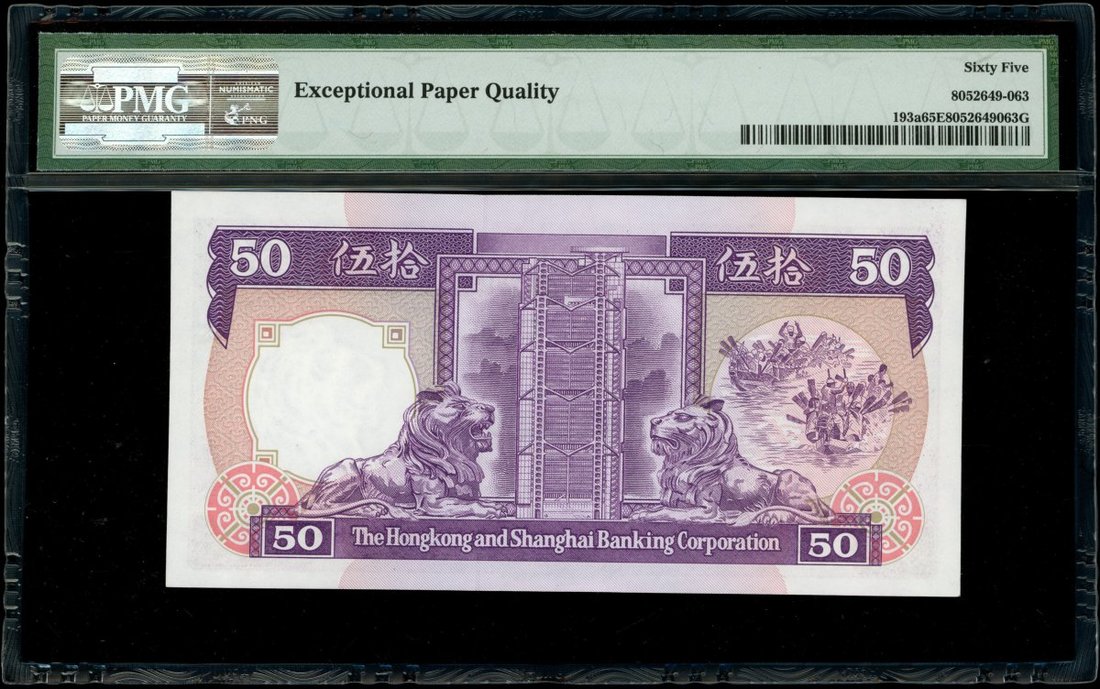 PMG
PAPER MONEY GUARANTY
NUMISMATIC
PNG
Exceptional Paper Quality
Sixty Five
8052649-063
193a65E8052649063G
50 伍拾
伍拾 50
50 The Hongkong and Shanghai Banking Corporation 50